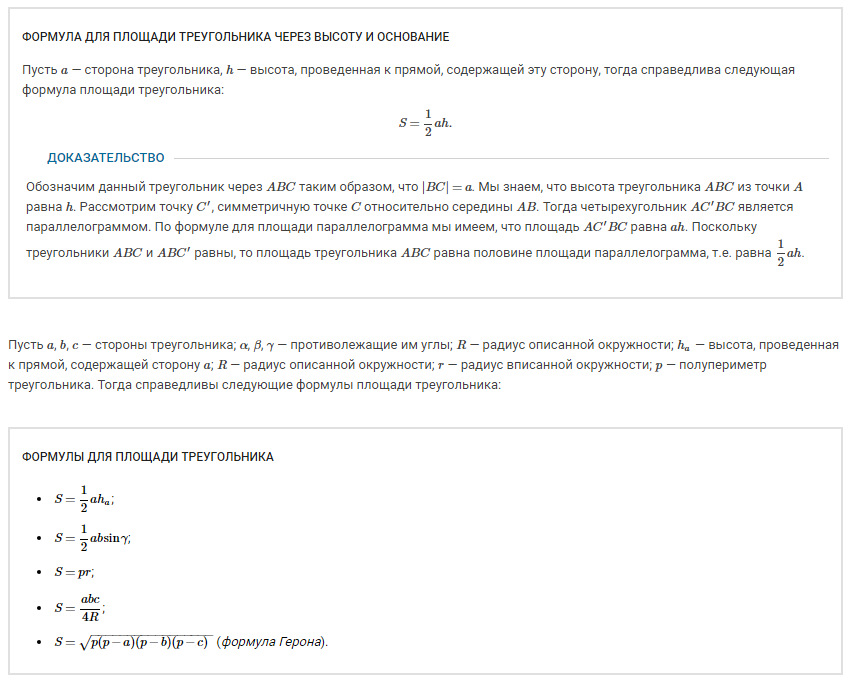 ФОРМУЛА ДЛЯ ПЛОЩАДИ ТРЕУГОЛЬНИКА ЧЕРЕЗ ВЫСОТУ И ОСНОВАНИЕ
Пусть a — сторона треугольника, h — высота, проведенная к прямой, содержащей эту сторону, тогда справедлива следующая
формула площади треугольника:
S = \frac{1}{2} ah.
ДОКАЗАТЕЛЬСТВО
Обозначим данный треугольник через ABC таким образом, что |BC| = a. Мы знаем, что высота треугольника ABC из точки A
равна h. Рассмотрим точку C′, симметричную точке C относительно середины AB. Тогда четырехугольник AC′BC является
параллелограммом. По формуле для площади параллелограмма мы имеем, что площадь AC′BC равна ah. Поскольку
треугольники ABC и ABC′ равны, то площадь треугольника ABC равна половине площади параллелограмма, т.е. равна \frac{1}{2} ah.
Пусть a, b, c — стороны треугольника; α, β, γ — противолежащие им углы; R — радиус описанной окружности; h_a — высота, проведенная
к прямой, содержащей сторону a; R — радиус описанной окружности; r — радиус вписанной окружности; p — полупериметр
треугольника. Тогда справедливы следующие формулы площади треугольника:
ФОРМУЛЫ ДЛЯ ПЛОЩАДИ ТРЕУГОЛЬНИКА
• S = \frac{1}{2} ah_a;
• S = \frac{1}{2} ab sin γ;
• S = pr;
• S = \frac{abc}{4R};
• S = \sqrt{p(p − a)(p − b)(p − c)} (формула Герона).